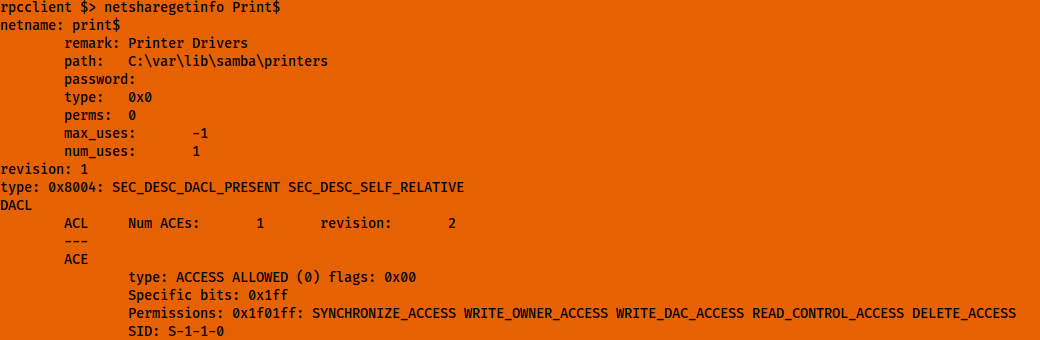 rpcclient $> netsharegetinfo Print$
netname: print$
remark: Printer Drivers
path: C:\var\lib\samba\printers
password:
type: 0x0
perms: 0
max_uses: -1
num_uses: 1
revision: 1
type: 0x8004: SEC_DESC_DACL_PRESENT SEC_DESC_SELF_RELATIVE
DACL
ACL Num ACEs: 1 revision: 2
---
ACE
type: ACCESS ALLOWED (0) flags: 0x00
Specific bits: 0x1ff
Permissions: 0x1f01ff: SYNCHRONIZE_ACCESS WRITE_OWNER_ACCESS WRITE_DAC_ACCESS READ_CONTROL_ACCESS DELETE_ACCESS
SID: S-1-1-0